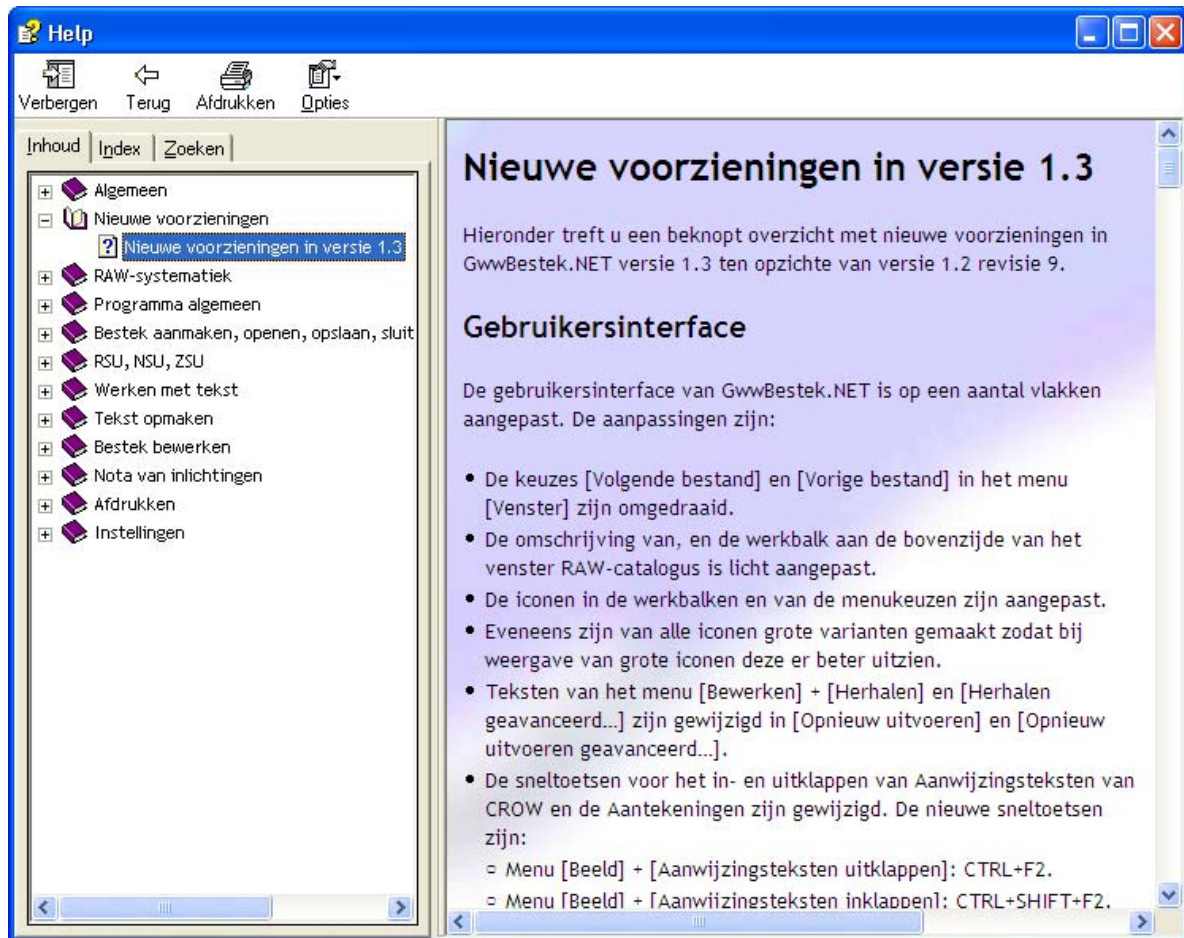 Help
Verbergen Terug Afdrukken Opties
Inhoud Index Zoeken
Algemeen
Nieuwe voorzieningen
Nieuwe voorzieningen in versie 1.3
RAW-systematiek
Programma algemeen
Bestek aanmaken, openen, opslaan, sluit
RSU, NSU, ZSU
Werken met tekst
Tekst opmaken
Bestek bewerken
Nota van inlichtingen
Afdrukken
Instellingen
Nieuwe voorzieningen in versie 1.3
Hieronder treft u een beknopt overzicht met nieuwe voorzieningen in
GwwBestek.NET versie 1.3 ten opzichte van versie 1.2 revisie 9.
Gebruikersinterface
De gebruikersinterface van GwwBestek.NET is op een aantal vlakken
aangepast. De aanpassingen zijn:
• De keuzes [Volgende bestand] en [Vorige bestand] in het menu
[Venster] zijn omgedraaid.
• De omschrijving van, en de werkbalk aan de bovenzijde van het
venster RAW-catalogus is licht aangepast.
• De iconen in de werkbalken en van de menukeuzen zijn aangepast.
• Eveneens zijn van alle iconen grote varianten gemaakt zodat bij
weergave van grote iconen deze er beter uitzien.
• Teksten van het menu [Bewerken] + [Herhalen] en [Herhalen
geavanceerd...] zijn gewijzigd in [Opnieuw uitvoeren] en [Opnieuw
uitvoeren geavanceerd...].
• De sneltoetsen voor het in- en uitklappen van Aanwijzingsteksten van
CROW en de Aantekeningen zijn gewijzigd. De nieuwe sneltoetsen
zijn:
▫ Menu [Beeld] + [Aanwijzingsteksten uitklappen]: CTRL+F2.
▫ Menu [Beeld] + [Aanwijzingsteksten inklappen]: CTRL+SHIFT+F2.